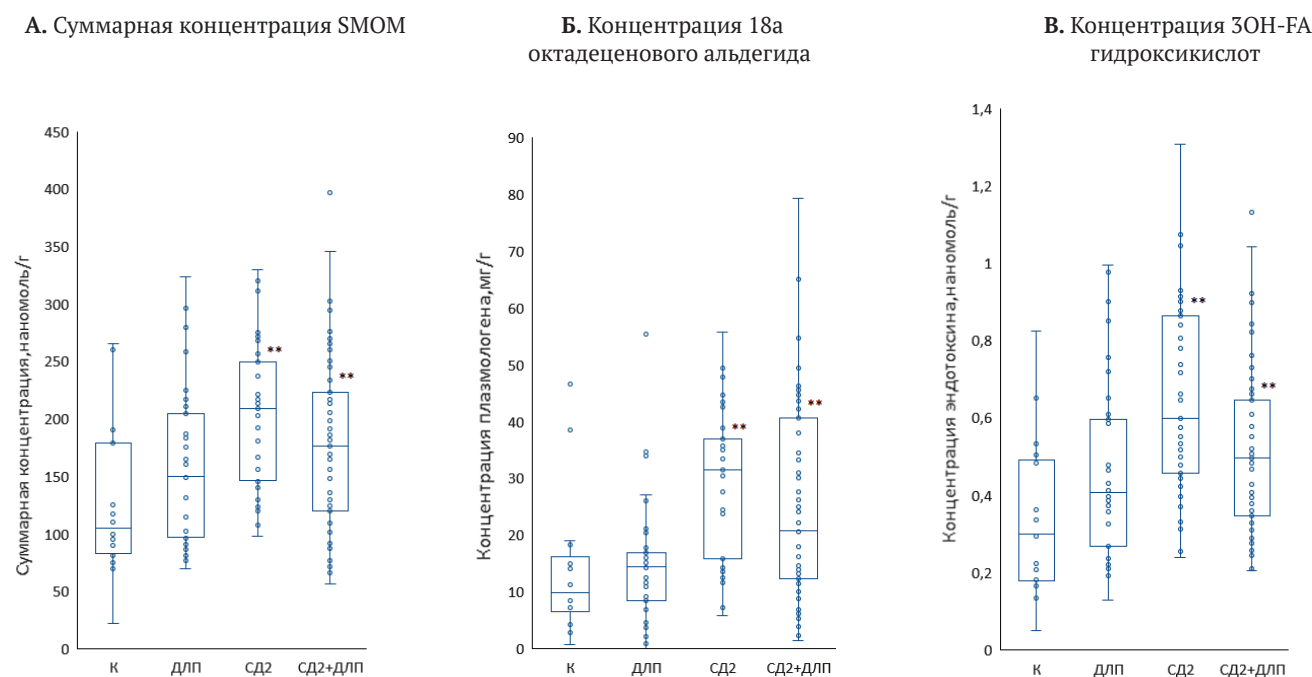 А. Суммарная концентрация SMOM
Суммарная концентрация,наномоль/г
450
400
350
300
250
200
150
100
50
0
**
**
К
ДЛП
СД2
СД2+ДЛП
Б. Концентрация 18a
октадеценового альдегида
Концентрация плазмологена,мг/г
90
80
70
60
50
40
30
20
10
0
**
**
К
ДЛП
СД2
СД2+ДЛП
В. Концентрация 3OH-FA
гидроксикислот
Концентрация эндотоксина,наномоль/г
1,4
1,2
1
0,8
0,6
0,4
0,2
0
**
**
К
ДЛП
СД2
СД2+ДЛП